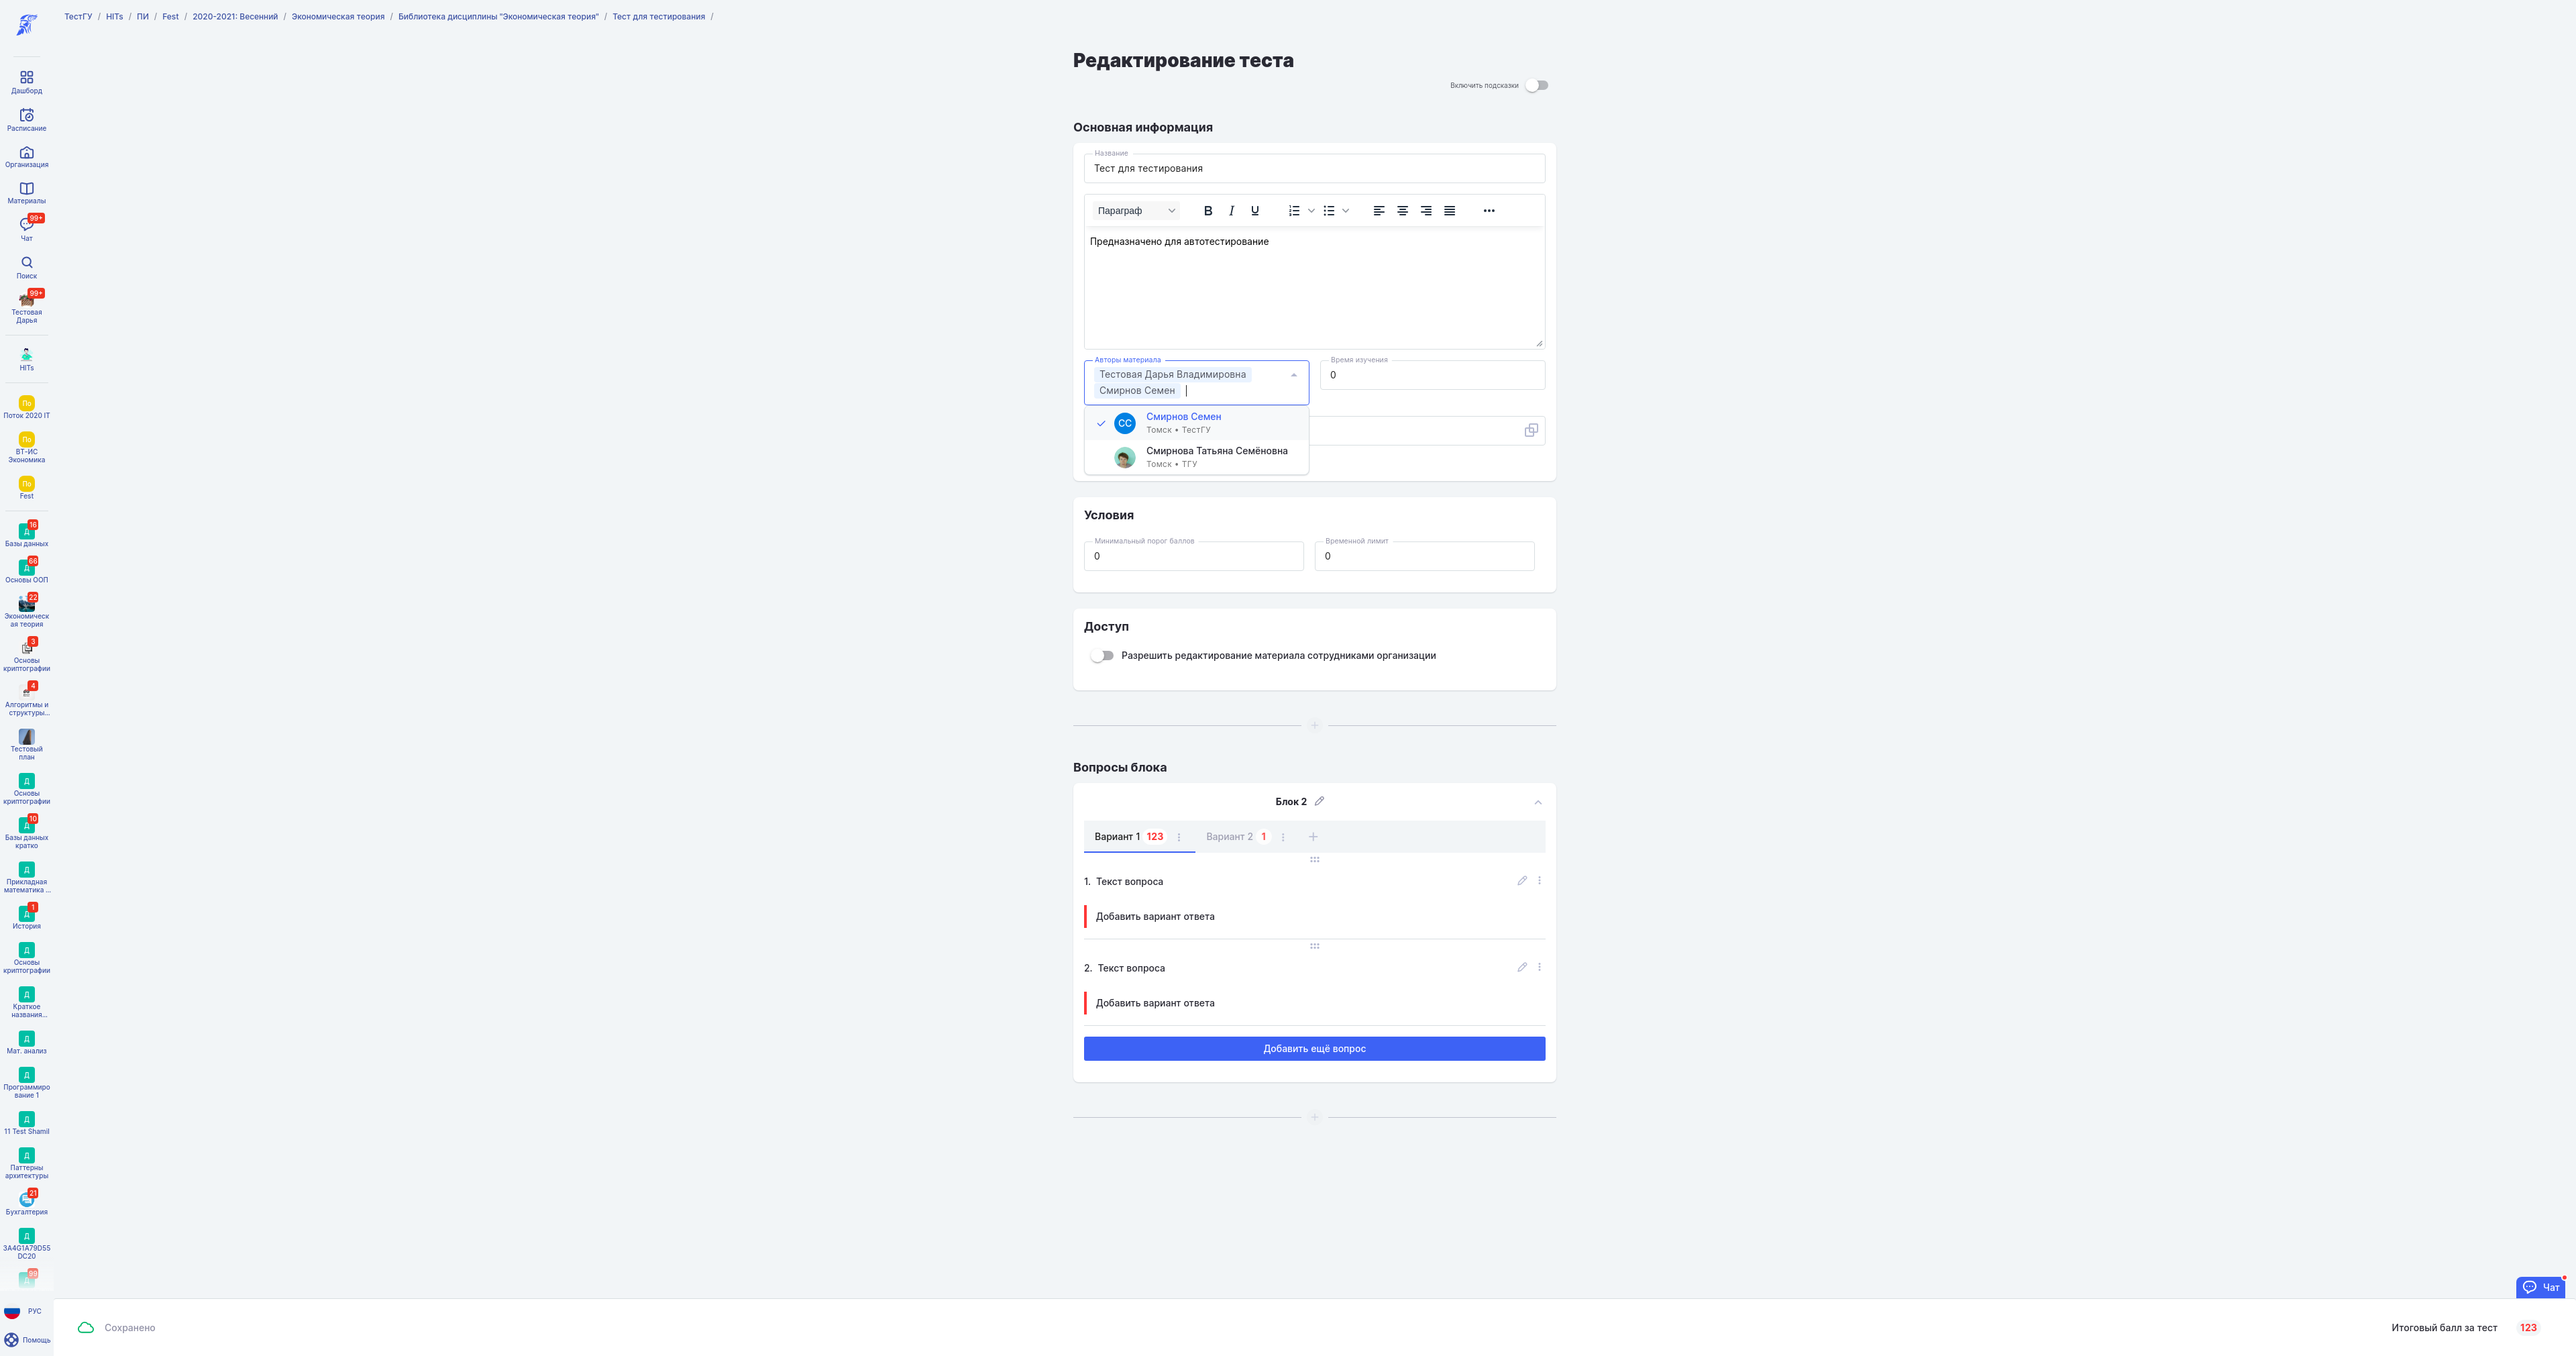 ТестГУ / HITs / ПИ / Fest / 2020-2021: Весенний / Экономическая теория / Библиотека дисциплины "Экономическая теория" / Тест для тестирования /
Дашборд
Расписание
Организация
Материалы
99+
Чат
Поиск
99+
Тестовая
Дарья
HITs
По
Поток 2020 IT
По
ВТ-ИС
Экономика
По
Fest
16
Д
Базы данных
66
Д
Основы ООП
22
Экономическ
ая теория
3
Основы
криптографии
4
Алгоритмы и
структуры...
Тестовый
план
Д
Основы
криптографии
10
Д
Базы данных
кратко
Д
Прикладная
математика ...
1
Д
История
Д
Основы
криптографии
Д
Краткое
названия...
Д
Мат. анализ
Д
Программиро
вание 1
Д
11 Test Shamil
Д
Паттерны
архитектуры
21
Бухгалтерия
Д
3A4G1A79D55
DC20
99
Д
РУС
Помощь
Редактирование теста
Включить подсказки
Основная информация
Название
Тест для тестирования
Параграф B I U
Предназначено для автотестирование
Авторы материала
Тестовая Дарья Владимировна
Смирнов Семен
Время изучения
0
СС
Смирнов Семен
Томск • ТестГУ
Смирнова Татьяна Семёновна
Томск • ТГУ
Условия
Минимальный порог баллов
0
Временной лимит
0
Доступ
Разрешить редактирование материала сотрудниками организации
Вопросы блока
Блок 2
Вариант 1 123 Вариант 2 1
1. Текст вопроса
Добавить вариант ответа
2. Текст вопроса
Добавить вариант ответа
Добавить ещё вопрос
Чат
Сохранено
Итоговый балл за тест 123